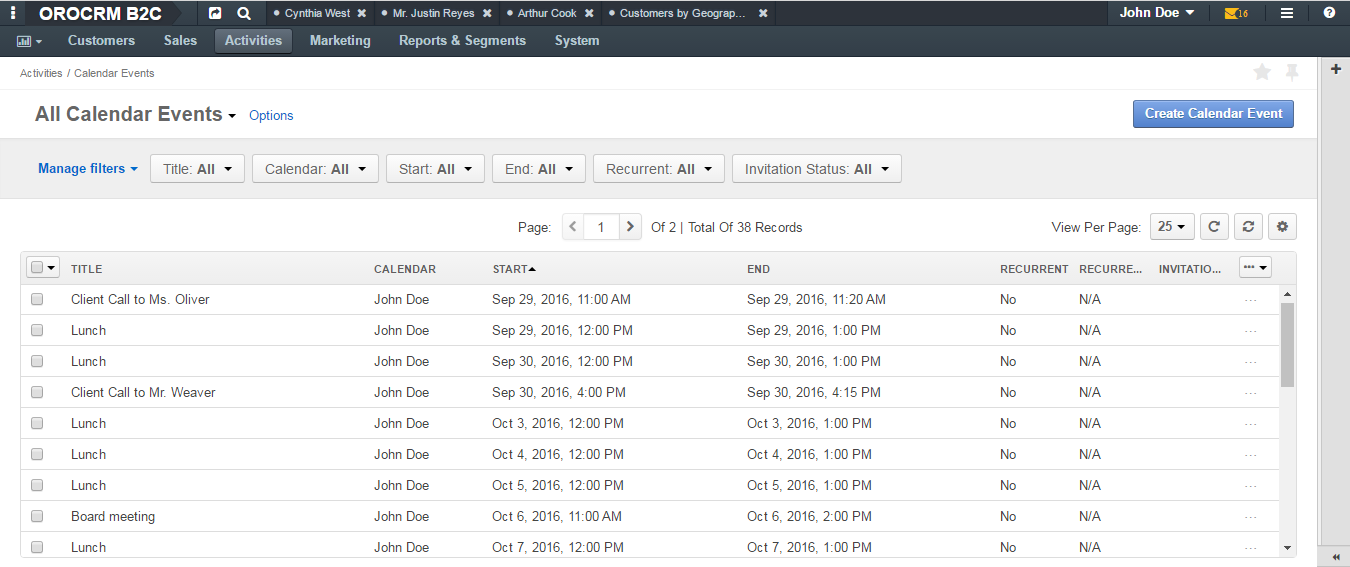 OROCRM B2C Cynthia West Mr. Justin Reyes Arthur Cook Customers by Geograp... John Doe 16
Customers Sales Activities Marketing Reports & Segments System
Activities / Calendar Events
All Calendar Events Options Create Calendar Event
Manage filters Title: All Calendar: All Start: All End: All Recurrent: All Invitation Status: All
Page: 1 Of 2 | Total Of 38 Records View Per Page: 25
TITLE CALENDAR START END RECURRENT RECURRE... INVITATIO...
Client Call to Ms. Oliver John Doe Sep 29, 2016, 11:00 AM Sep 29, 2016, 11:20 AM No N/A
Lunch John Doe Sep 29, 2016, 12:00 PM Sep 29, 2016, 1:00 PM No N/A
Lunch John Doe Sep 30, 2016, 12:00 PM Sep 30, 2016, 1:00 PM No N/A
Client Call to Mr. Weaver John Doe Sep 30, 2016, 4:00 PM Sep 30, 2016, 4:15 PM No N/A
Lunch John Doe Oct 3, 2016, 12:00 PM Oct 3, 2016, 1:00 PM No N/A
Lunch John Doe Oct 4, 2016, 12:00 PM Oct 4, 2016, 1:00 PM No N/A
Lunch John Doe Oct 5, 2016, 12:00 PM Oct 5, 2016, 1:00 PM No N/A
Board meeting John Doe Oct 6, 2016, 11:00 AM Oct 6, 2016, 2:00 PM No N/A
Lunch John Doe Oct 7, 2016, 12:00 PM Oct 7, 2016, 1:00 PM No N/A